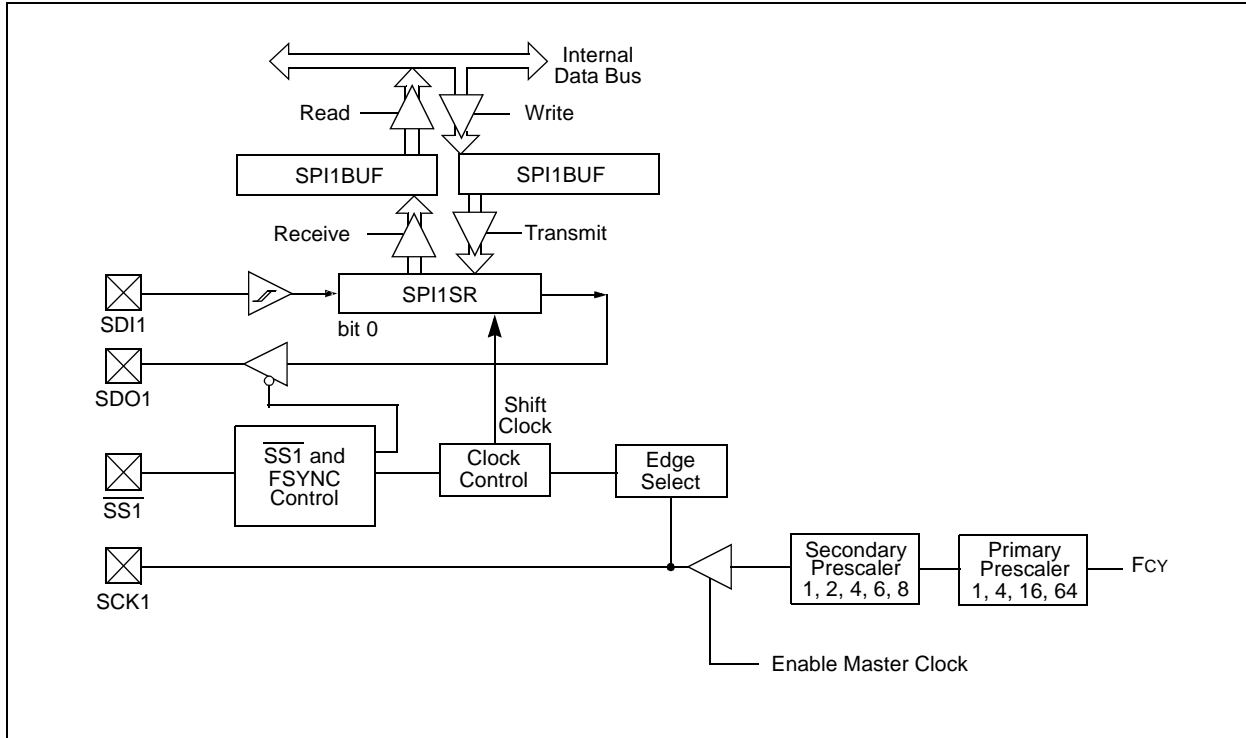 Internal
Data Bus
Read
Write
SPI1BUF
SPI1BUF
Receive
Transmit
SPI1SR
SDI1
bit 0
SDO1
Shift
Clock
SS1 and
FSYNC
Control
Clock
Control
Edge
Select
SS1
SCK1
Secondary
Prescaler
1, 2, 4, 6, 8
Primary
Prescaler
1, 4, 16, 64
FCY
Enable Master Clock